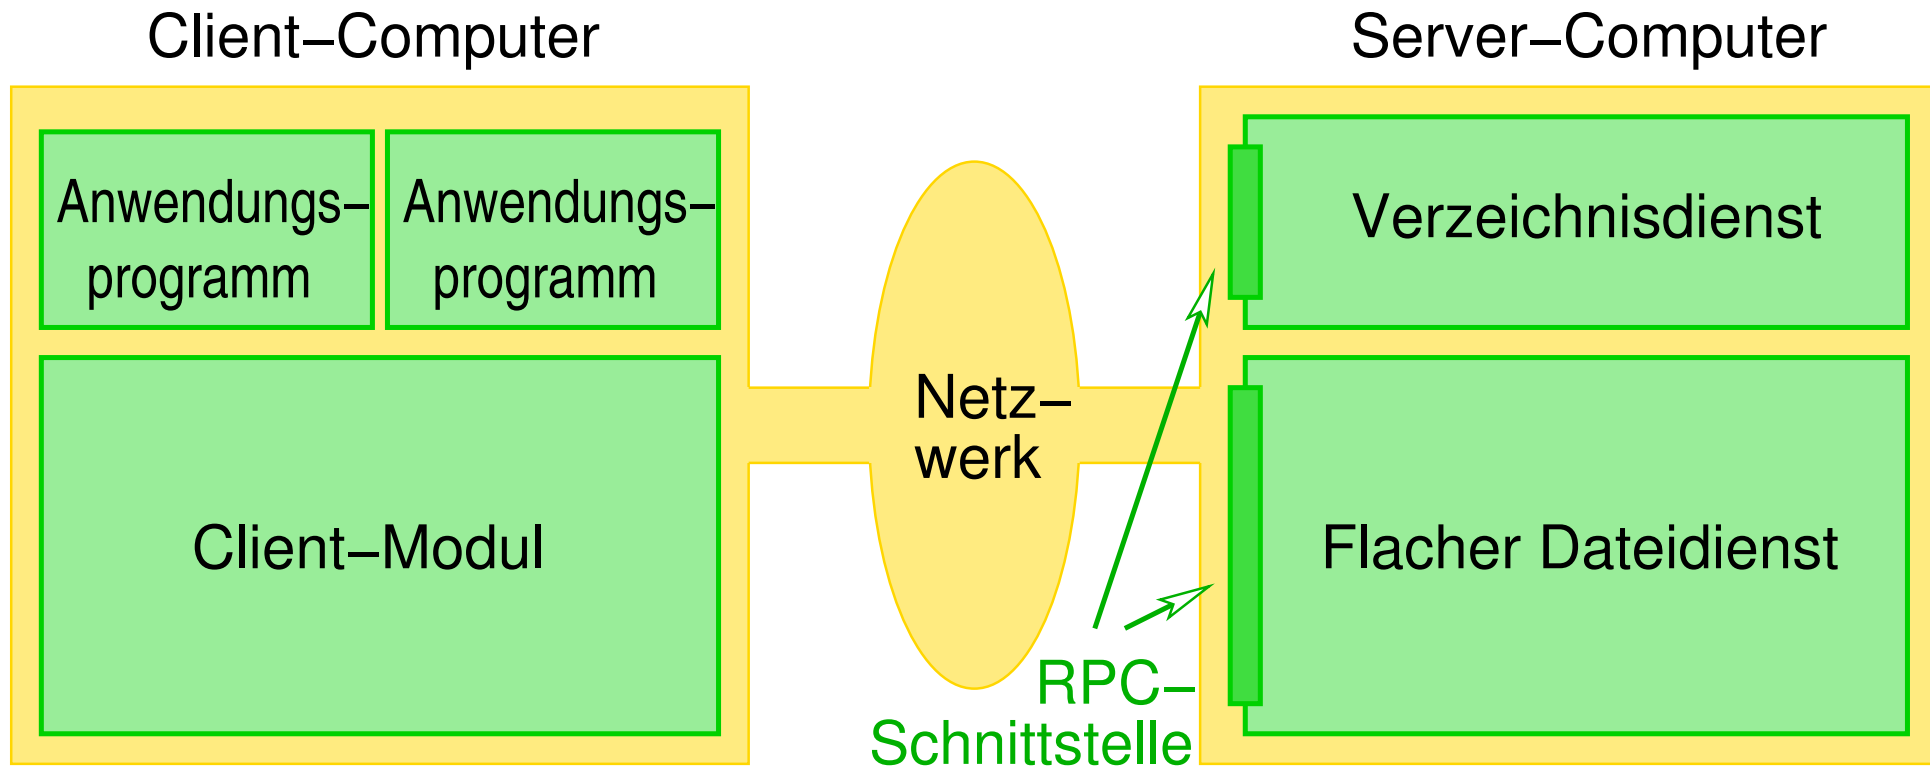 Client–Computer
Server–Computer
Anwendungs–
programm
Anwendungs–
programm
Client–Modul
Netz–
werk
Verzeichnisdienst
Flacher Dateidienst
RPC–
Schnittstelle